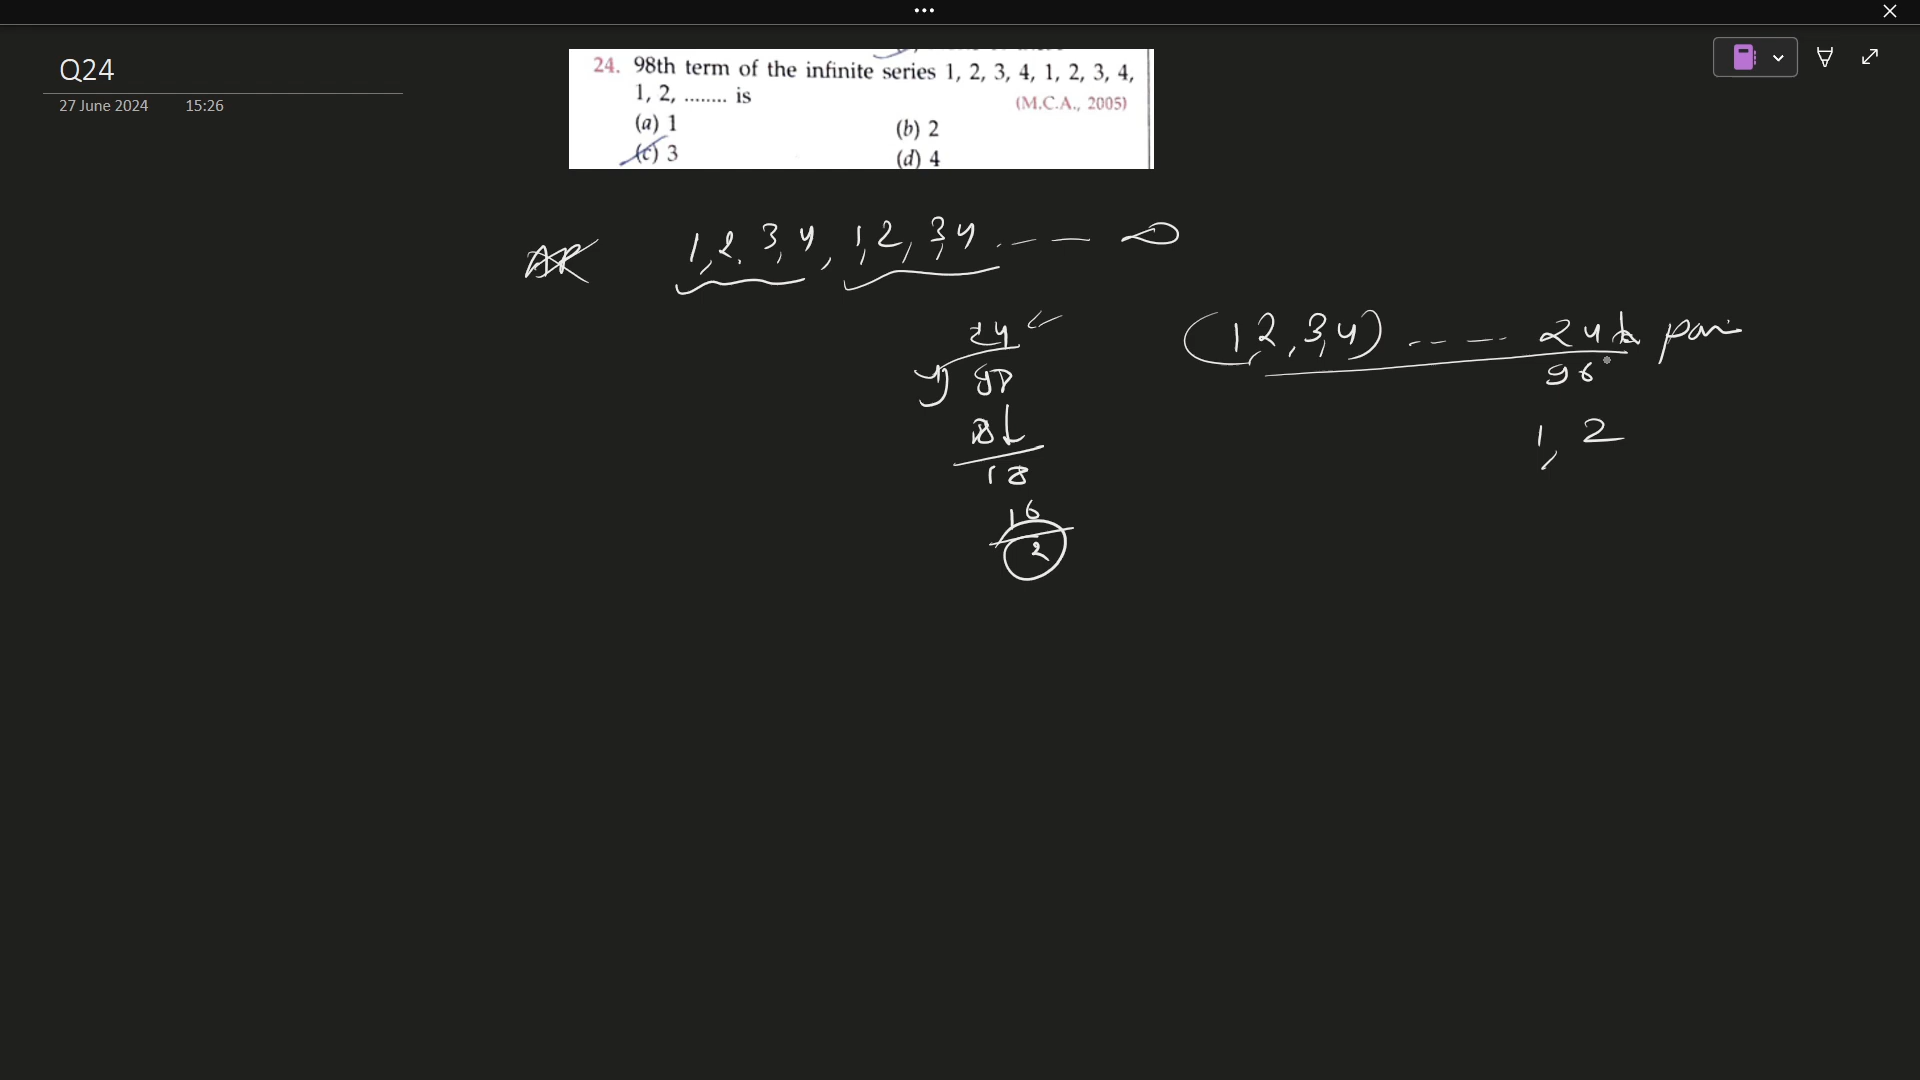 Q24
27 June 2024 15:26
24. 98th term of the infinite series 1, 2, 3, 4, 1, 2, 3, 4,
1, 2, ........ is (M.C.A., 2005)
(a) 1 (b) 2
(c) 3 (d) 4
1, 2, 3, 4, 1, 2, 3, 4 ---- ∞
24
4) 98
8
18
16
2
(1, 2, 3, 4) ----- 24th pair
96
1, 2